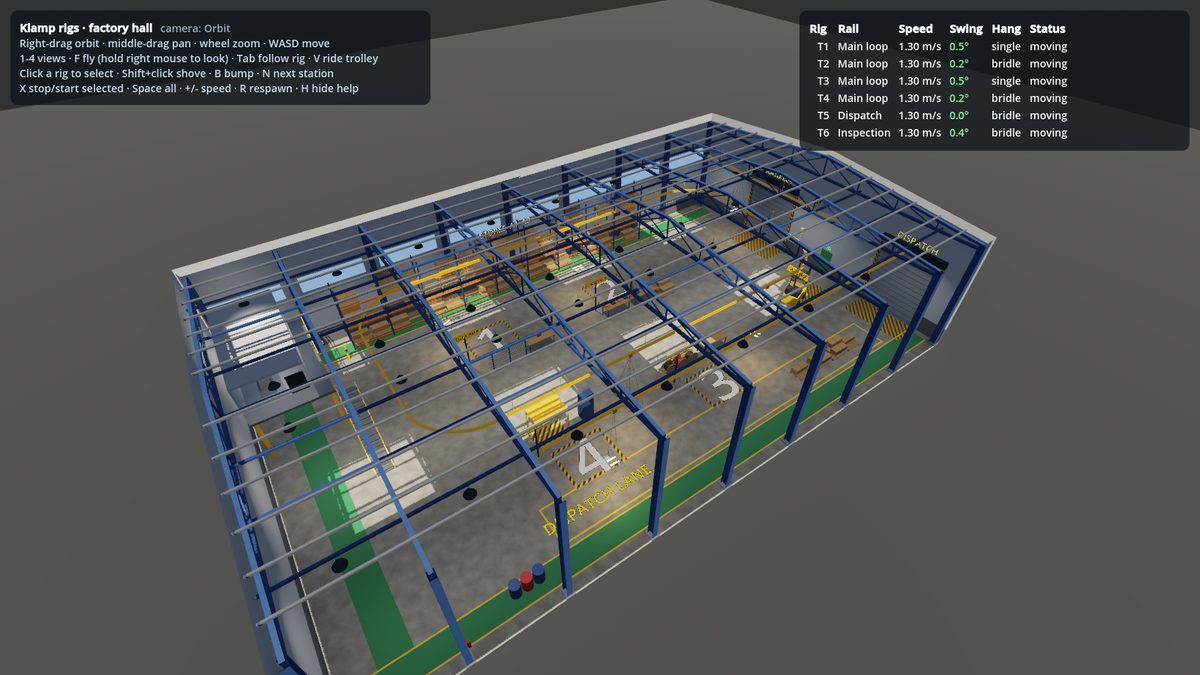 Klamp rigs · factory hall camera: Orbit
Right-drag orbit · middle-drag pan · wheel zoom · WASD move
1-4 views · F fly (hold right mouse to look) · Tab follow rig · V ride trolley
Click a rig to select · Shift+click shove · B bump · N next station
X stop/start selected · Space all · +/- speed · R respawn · H hide help
Rig Rail Speed Swing Hang Status
T1 Main loop 1.30 m/s 0.5° single moving
T2 Main loop 1.30 m/s 0.2° bridle moving
T3 Main loop 1.30 m/s 0.5° single moving
T4 Main loop 1.30 m/s 0.2° bridle moving
T5 Dispatch 1.30 m/s 0.0° bridle moving
T6 Inspection 1.30 m/s 0.4° bridle moving
DISPATCH
1
3
4
DISPATCH LANE